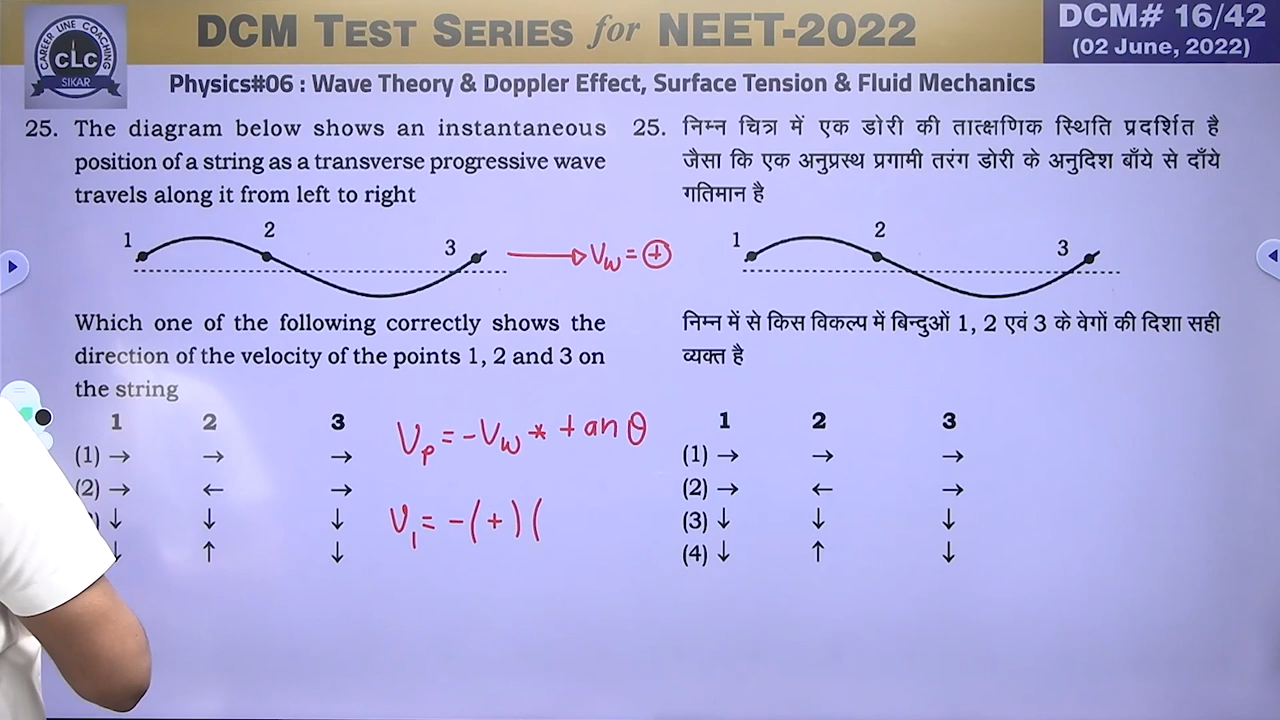 DCM TEST SERIES for NEET-2022
DCM# 16/42
(02 June, 2022)
CAREER LINE COACHING
CLC
SIKAR
Physics#06 : Wave Theory & Doppler Effect, Surface Tension & Fluid Mechanics
25. The diagram below shows an instantaneous
position of a string as a transverse progressive wave
travels along it from left to right
1 2 3
V_w = ⊕
Which one of the following correctly shows the
direction of the velocity of the points 1, 2 and 3 on
the string
1 2 3
(1) → → →
(2) → ← →
) ↓ ↓ ↓
↓ ↑ ↓
V_p = -V_w * tan θ
V_1 = -(+)(
25. निम्न चित्र में एक डोरी की तात्क्षणिक स्थिति प्रदर्शित है
जैसा कि एक अनुप्रस्थ प्रगामी तरंग डोरी के अनुदिश बाँये से दाँये
गतिमान है
1 2 3
निम्न में से किस विकल्प में बिन्दुओं 1, 2 एवं 3 के वेगों की दिशा सही
व्यक्त है
1 2 3
(1) → → →
(2) → ← →
(3) ↓ ↓ ↓
(4) ↓ ↑ ↓